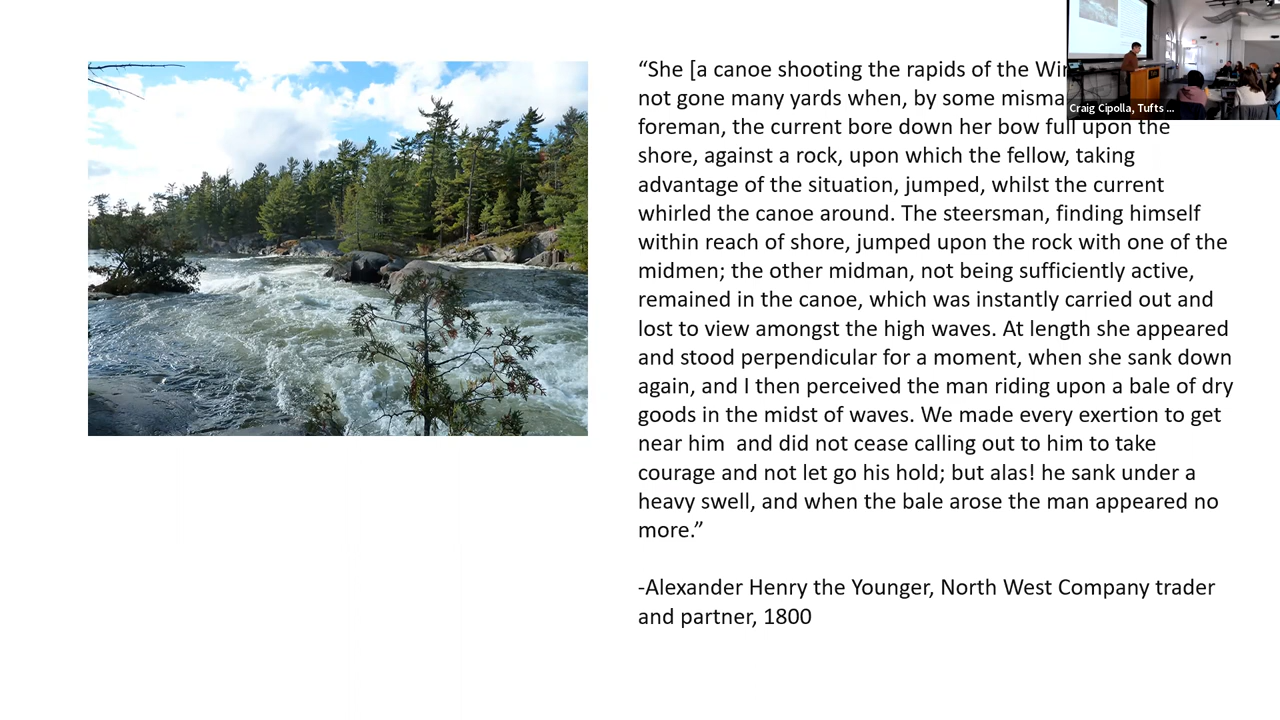 “She [a canoe shooting the rapids of the
not gone many yards when, by some
foreman, the current bore down her bow full upon the
shore, against a rock, upon which the fellow, taking
advantage of the situation, jumped, whilst the current
whirled the canoe around. The steersman, finding himself
within reach of shore, jumped upon the rock with one of the
midmen; the other midman, not being sufficiently active,
remained in the canoe, which was instantly carried out and
lost to view amongst the high waves. At length she appeared
and stood perpendicular for a moment, when she sank down
again, and I then perceived the man riding upon a bale of dry
goods in the midst of waves. We made every exertion to get
near him  and did not cease calling out to him to take
courage and not let go his hold; but alas! he sank under a
heavy swell, and when the bale arose the man appeared no
more.”
-Alexander Henry the Younger, North West Company trader
and partner, 1800
Craig Cipolla, Tufts ...